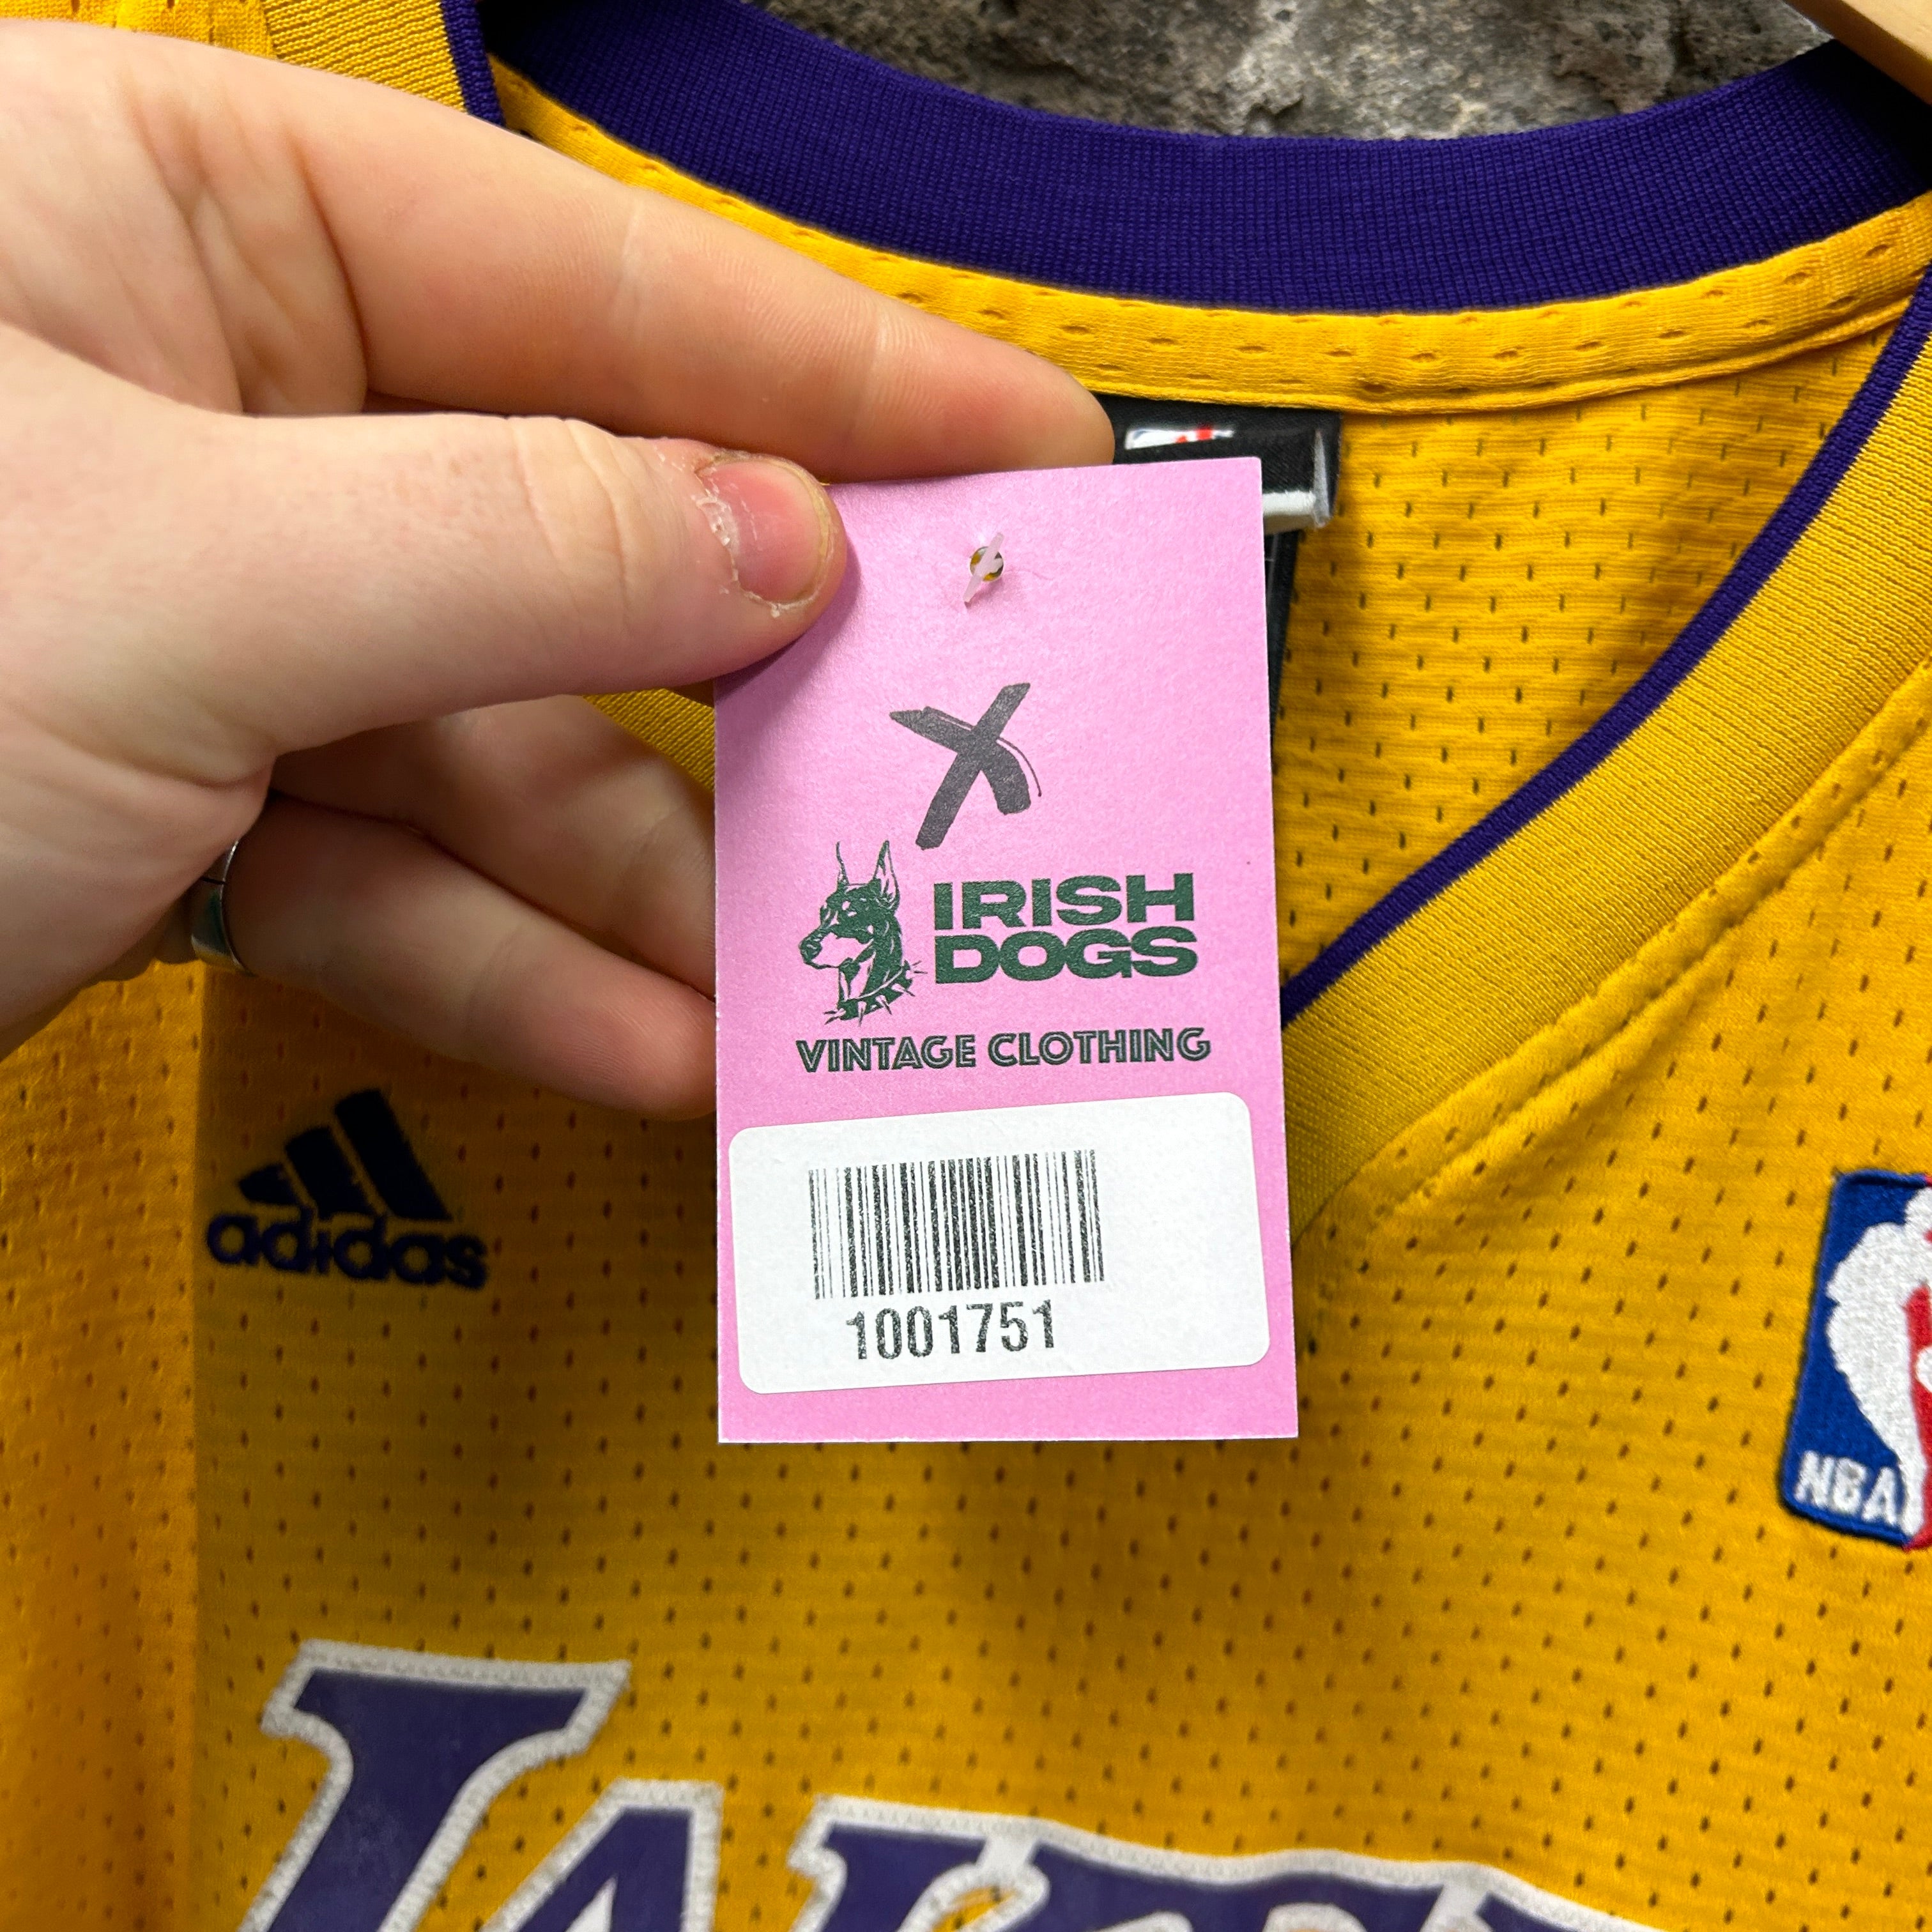 X
IRISH
DOGS
VINTAGE CLOTHING
1001751
adidas
NBA